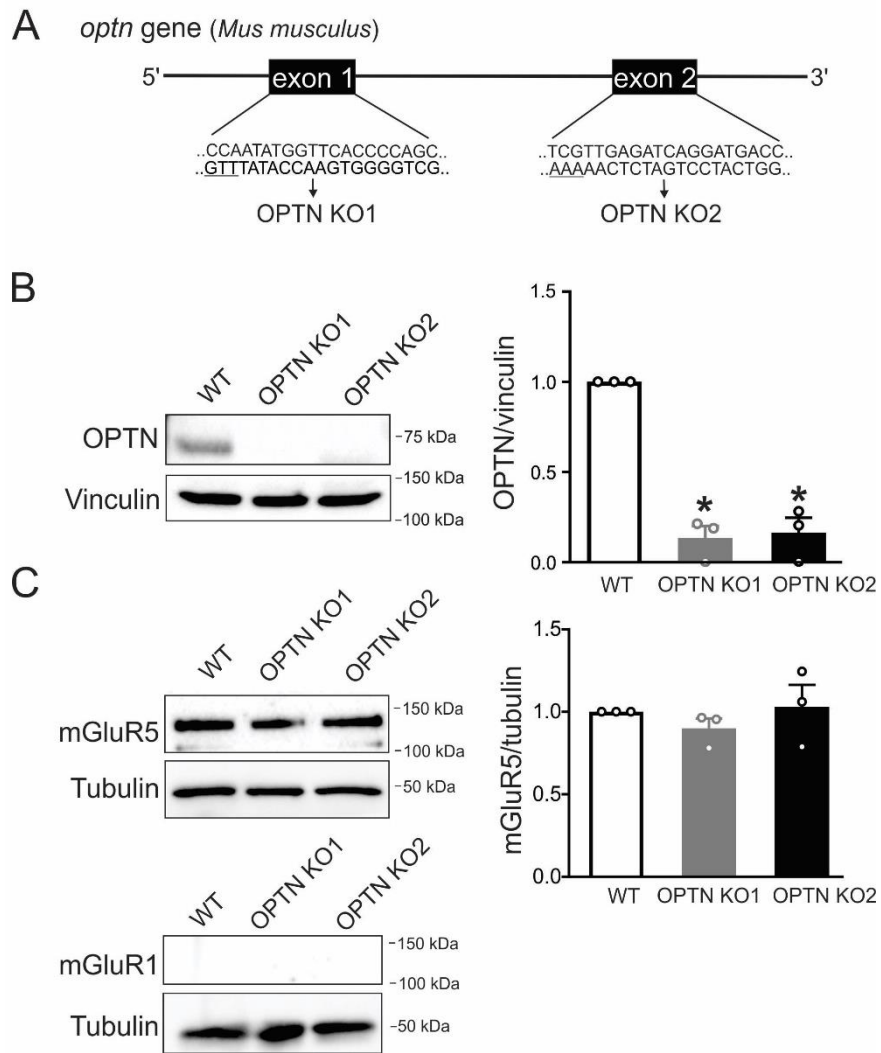 A
optn gene (Mus musculus)
5' exon 1 exon 2 3'
..CCAATATGGTTCACCCCAGC..
..GTTTATACCAAGTGGGGTCG..
OPTN KO1
..TCGTTGAGATCAGGATGACC..
..AAAAACTCTAGTCCTACTGG..
OPTN KO2
B
WT OPTN KO1 OPTN KO2
OPTN -75 kDa
-150 kDa
Vinculin
-100 kDa
OPTN/vinculin
1.5
1.0
0.5
0.0
* *
WT OPTN KO1 OPTN KO2
C
WT OPTN KO1 OPTN KO2
-150 kDa
mGluR5
-100 kDa
Tubulin -50 kDa
mGluR5/tubulin
1.5
1.0
0.5
0.0
WT OPTN KO1 OPTN KO2
WT OPTN KO1 OPTN KO2
-150 kDa
mGluR1
-100 kDa
Tubulin -50 kDa